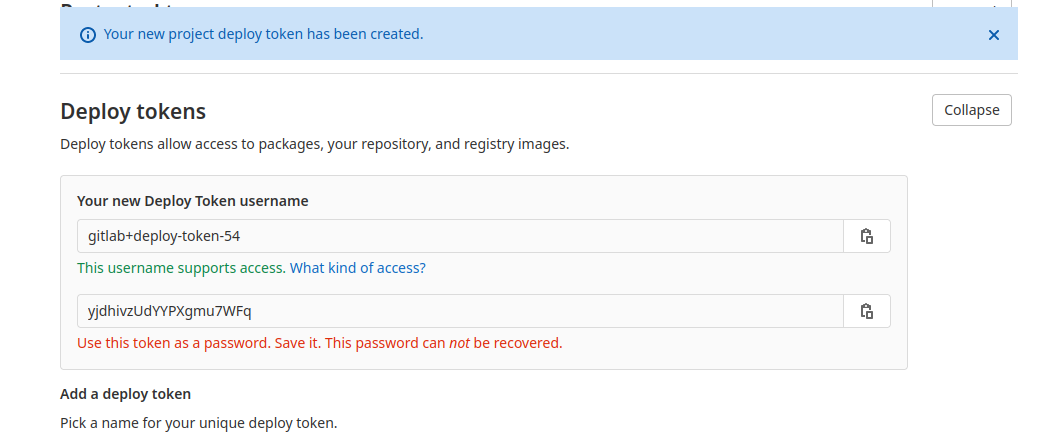 Your new project deploy token has been created.
Deploy tokens
Collapse
Deploy tokens allow access to packages, your repository, and registry images.
Your new Deploy Token username
gitlab+deploy-token-54
This username supports access. What kind of access?
yjdhivzUdYYPXgmu7WFq
Use this token as a password. Save it. This password can not be recovered.
Add a deploy token
Pick a name for your unique deploy token.